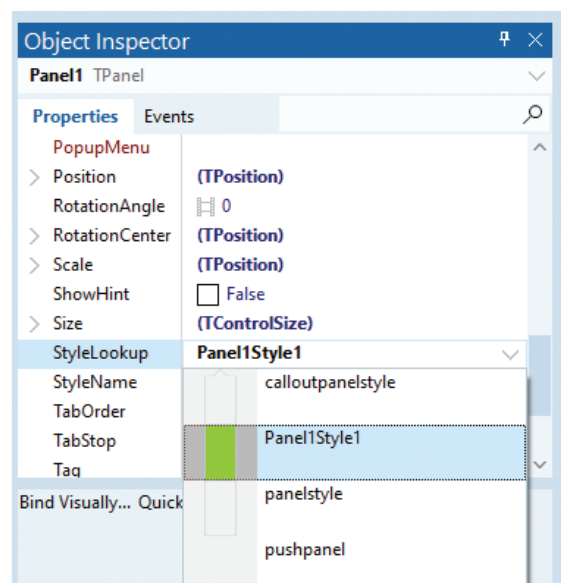 Object Inspector
Panel1 TPanel
Properties Events
PopupMenu
Position (TPosition)
RotationAngle 0
RotationCenter (TPosition)
Scale (TPosition)
ShowHint False
Size (TControlSize)
StyleLookup Panel1Style1
StyleName calloutpanelstyle
TabOrder
TabStop Panel1Style1
Tag
Bind Visually... Quick panelstyle
pushpanel